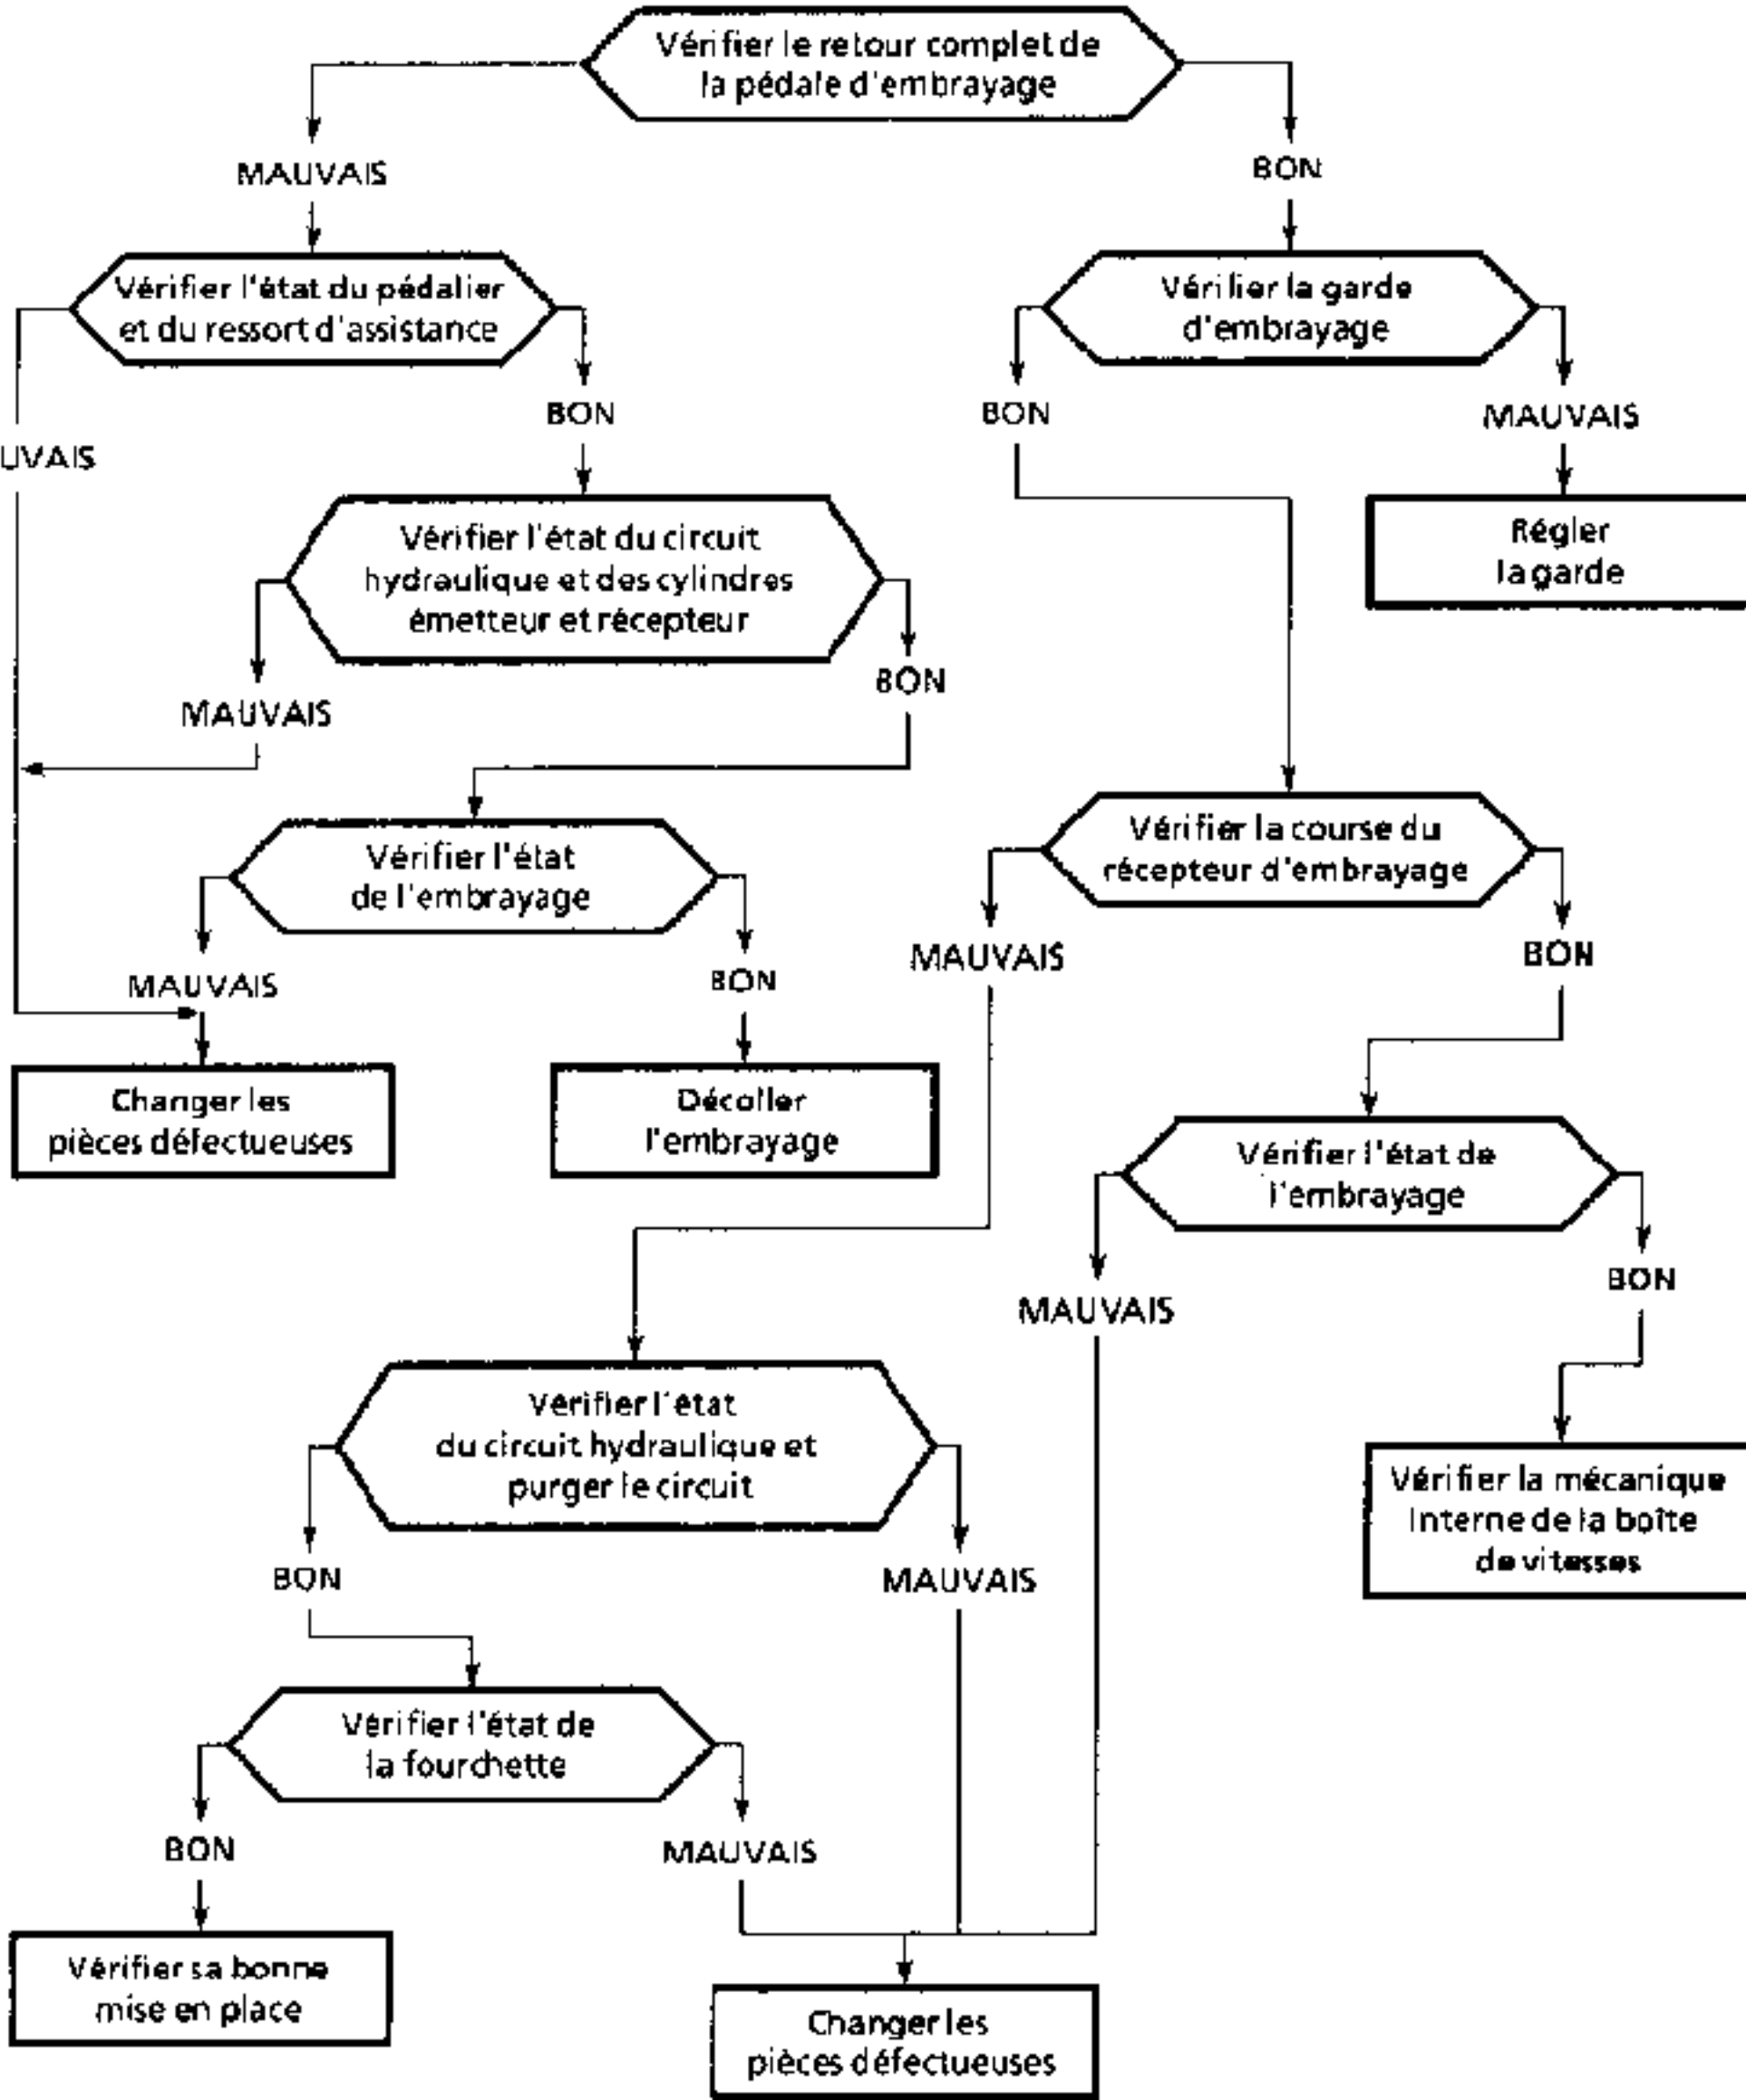 Vérifier le retour complet de
la pédale d'embrayage
MAUVAIS
BON
Vérifier l'état du pédalier
et du ressort d'assistance
Vérilier la garde
d'embrayage
BON
BON
MAUVAIS
UVAIS
Vérifier l'état du circuit
hydraulique et des cylindres
émetteur et récepteur
Régler
la garde
BON
MAUVAIS
Vérifier l'état
de l'embrayage
Vérifier la course du
récepteur d'embrayage
MAUVAIS
BON
MAUVAIS
BON
Changer les
pièces défectueuses
Décoller
l'embrayage
Vérifier l'état de
l'embrayage
MAUVAIS
BON
Vérifier l'état
du circuit hydraulique et
purger le circuit
Vérifier la mécanique
Interne de la boîte
de vitesses
BON
MAUVAIS
Vérifier l'état de
la fourchette
BON
MAUVAIS
Vérifier sa bonne
mise en place
Changer les
pièces défectueuses